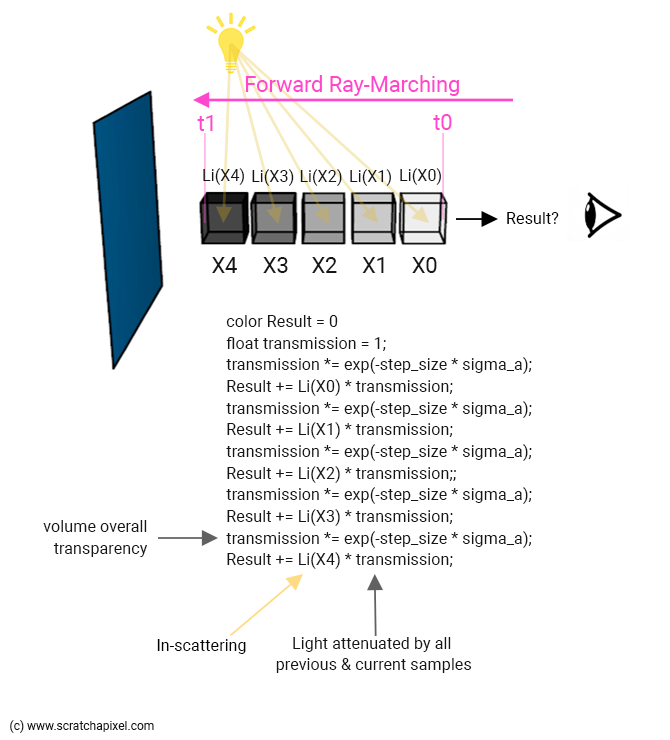 Forward Ray-Marching
t1
t0
Li(X4) Li(X3) Li(X2) Li(X1) Li(X0)
Result?
X4 X3 X2 X1 X0
color Result = 0
float transmission = 1;
transmission *= exp(-step_size * sigma_a);
Result += Li(X0) * transmission;
transmission *= exp(-step_size * sigma_a);
Result += Li(X1) * transmission;
transmission *= exp(-step_size * sigma_a);
Result += Li(X2) * transmission;;
transmission *= exp(-step_size * sigma_a);
Result += Li(X3) * transmission;
transmission *= exp(-step_size * sigma_a);
Result += Li(X4) * transmission;
volume overall
transparency
In-scattering
Light attenuated by all
previous & current samples
(c) www.scratchapixel.com